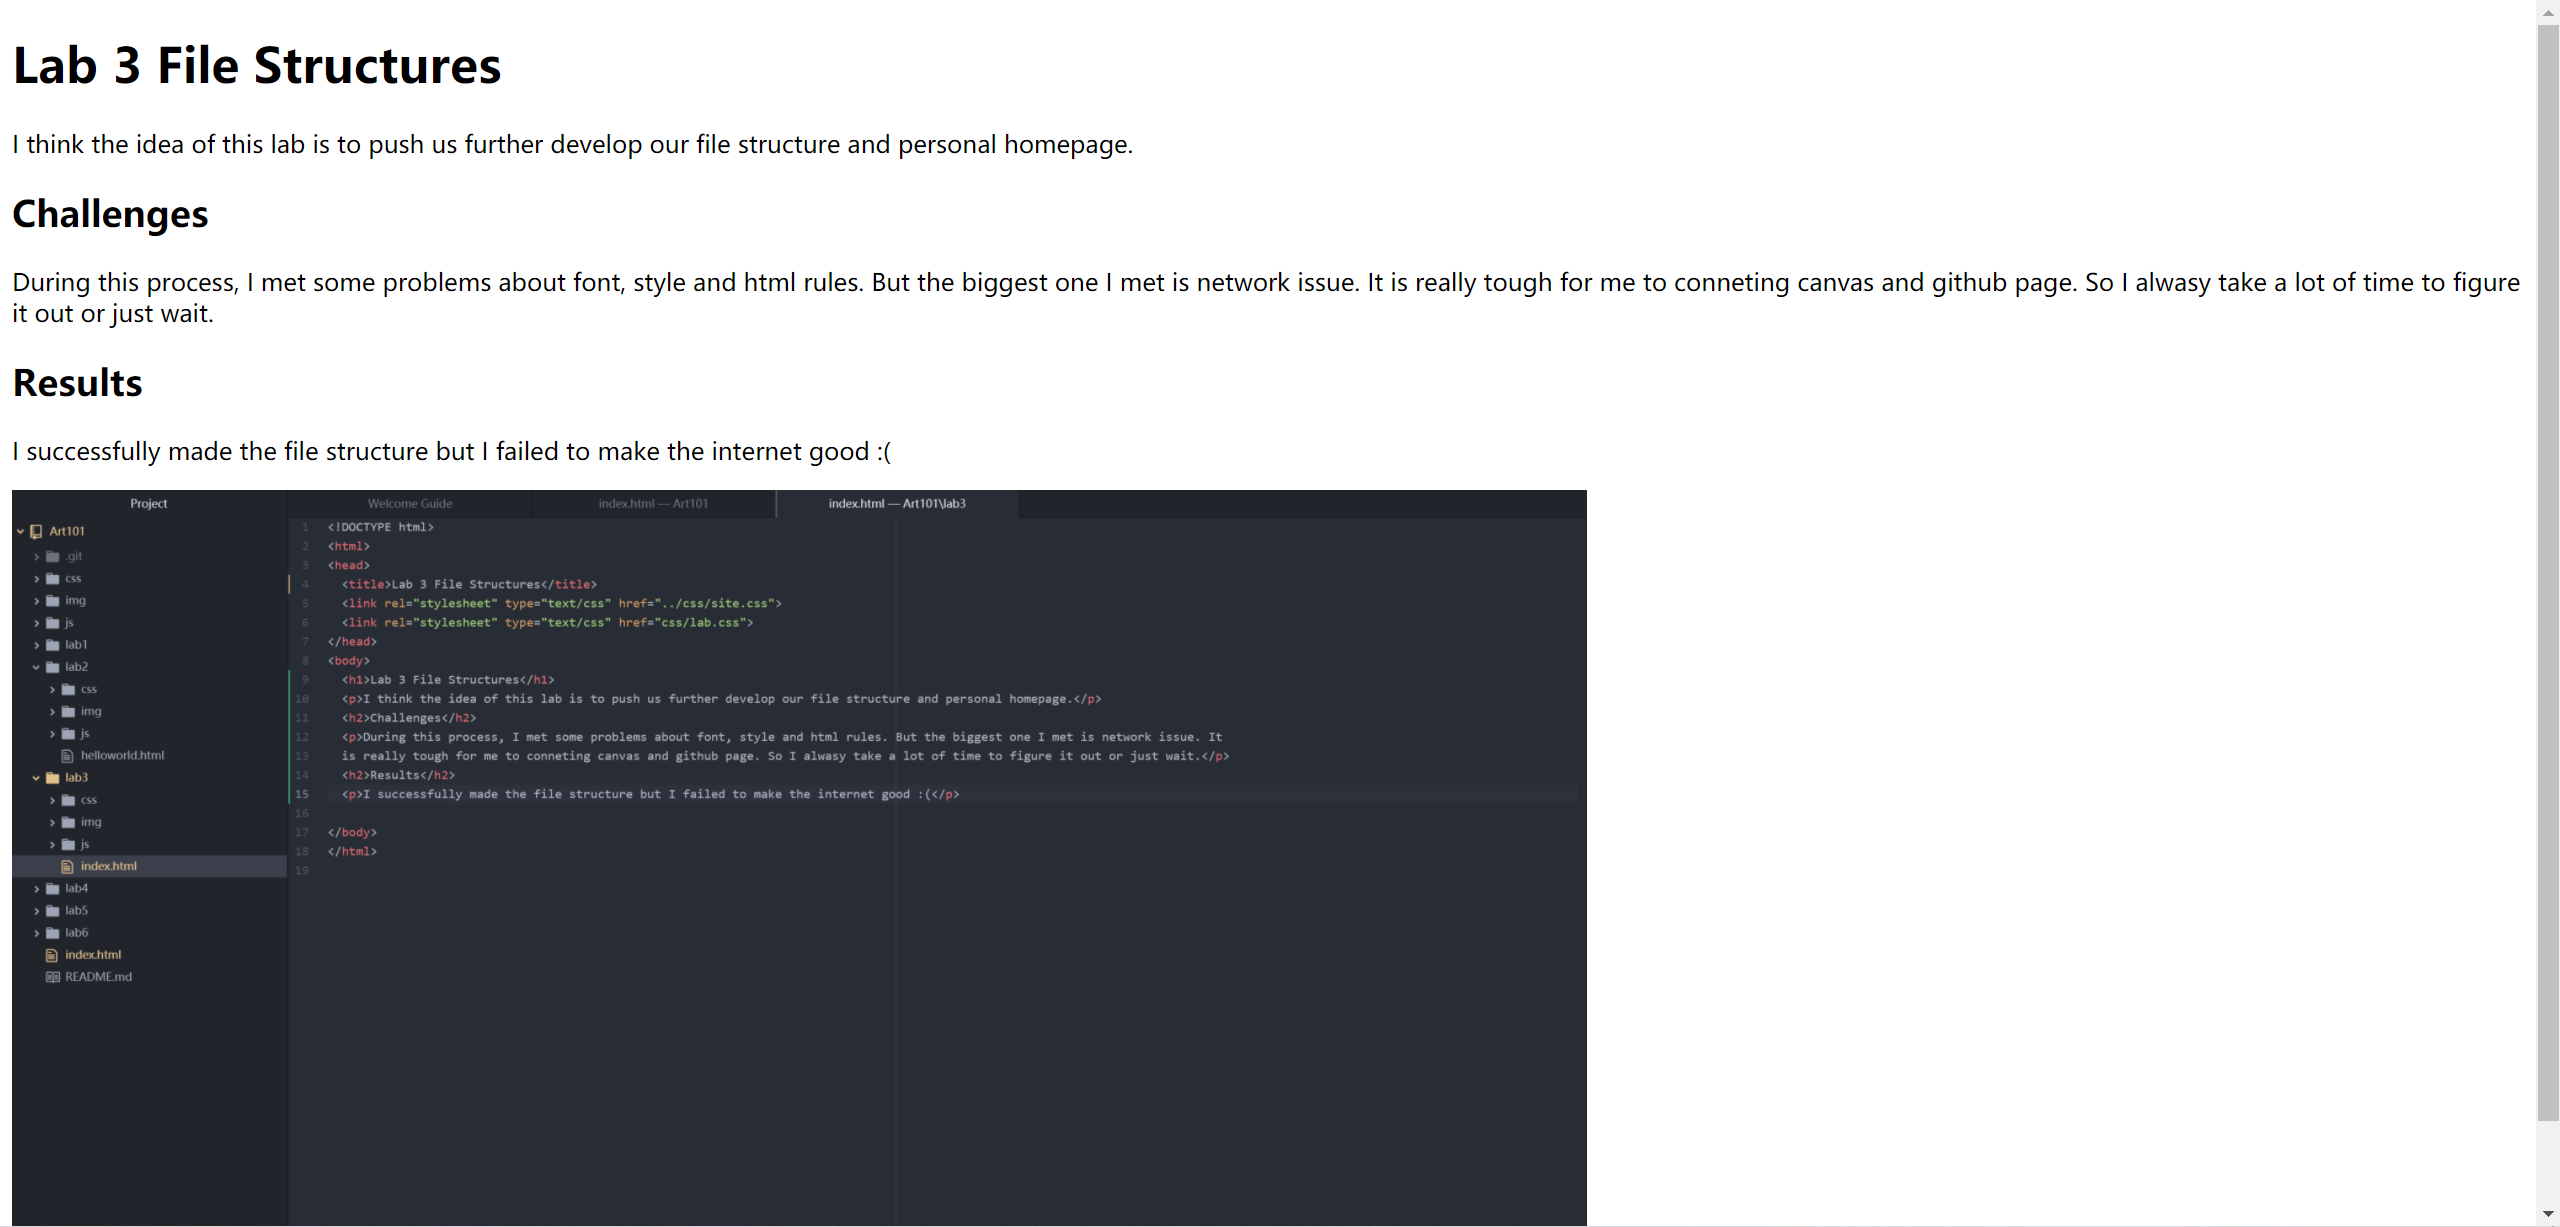 Lab 3 File Structures
I think the idea of this lab is to push us further develop our file structure and personal homepage.
Challenges
During this process, I met some problems about font, style and html rules. But the biggest one I met is network issue. It is really tough for me to conneting canvas and github page. So I alwasy take a lot of time to figure
it out or just wait.
Results
I successfully made the file structure but I failed to make the internet good :(
Project
Art101
.git
css
img
js
lab1
lab2
css
img
js
helloworld.html
lab3
css
img
js
index.html
lab4
lab5
lab6
index.html
README.md
Welcome Guide
index.html — Art101
index.html — Art101\lab3
1 <!DOCTYPE html>
2 <html>
3 <head>
4 <title>Lab 3 File Structures</title>
5 <link rel="stylesheet" type="text/css" href="../css/site.css">
6 <link rel="stylesheet" type="text/css" href="css/lab.css">
7 </head>
8 <body>
9 <h1>Lab 3 File Structures</h1>
10 <p>I think the idea of this lab is to push us further develop our file structure and personal homepage.</p>
11 <h2>Challenges</h2>
12 <p>During this process, I met some problems about font, style and html rules. But the biggest one I met is network issue. It
13 is really tough for me to conneting canvas and github page. So I alwasy take a lot of time to figure it out or just wait.</p>
14 <h2>Results</h2>
15 <p>I successfully made the file structure but I failed to make the internet good :(</p>
16
17 </body>
18 </html>
19